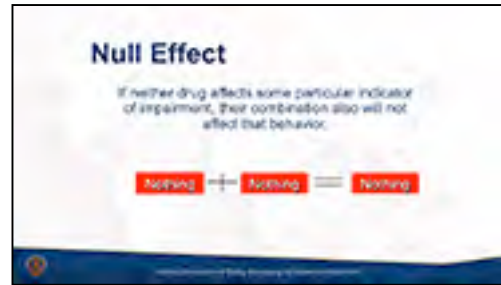 Null Effect
If neither drug affects some particular indicator
of impairment, their combination also will not
affect that behavior.
Nothing + Nothing = Nothing